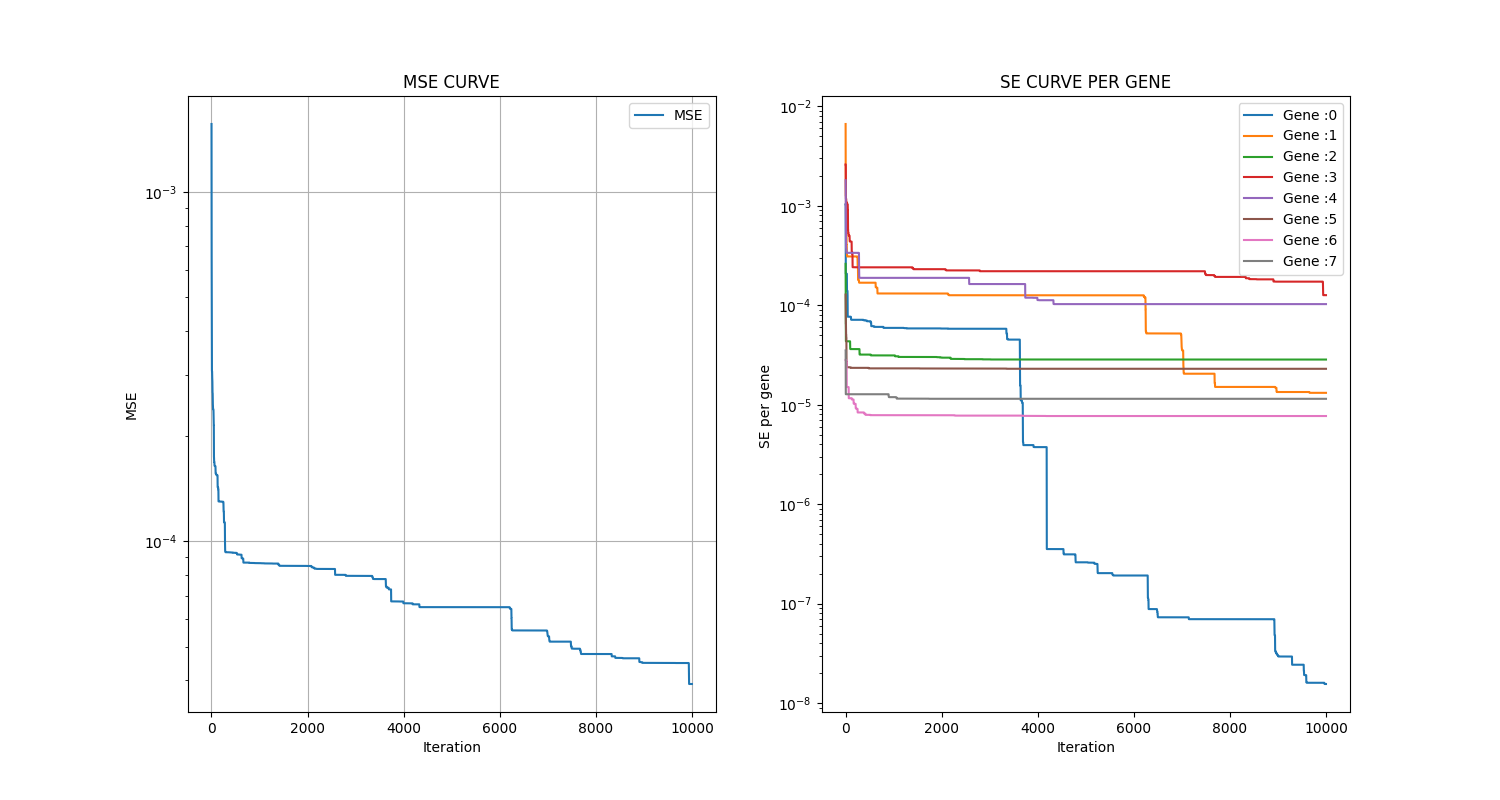 MSE CURVE
MSE
10⁻³
10⁻⁴
MSE
0 2000 4000 6000 8000 10000
Iteration
SE CURVE PER GENE
Gene :0
Gene :1
Gene :2
Gene :3
Gene :4
Gene :5
Gene :6
Gene :7
10⁻²
10⁻³
10⁻⁴
10⁻⁵
10⁻⁶
10⁻⁷
10⁻⁸
SE per gene
0 2000 4000 6000 8000 10000
Iteration